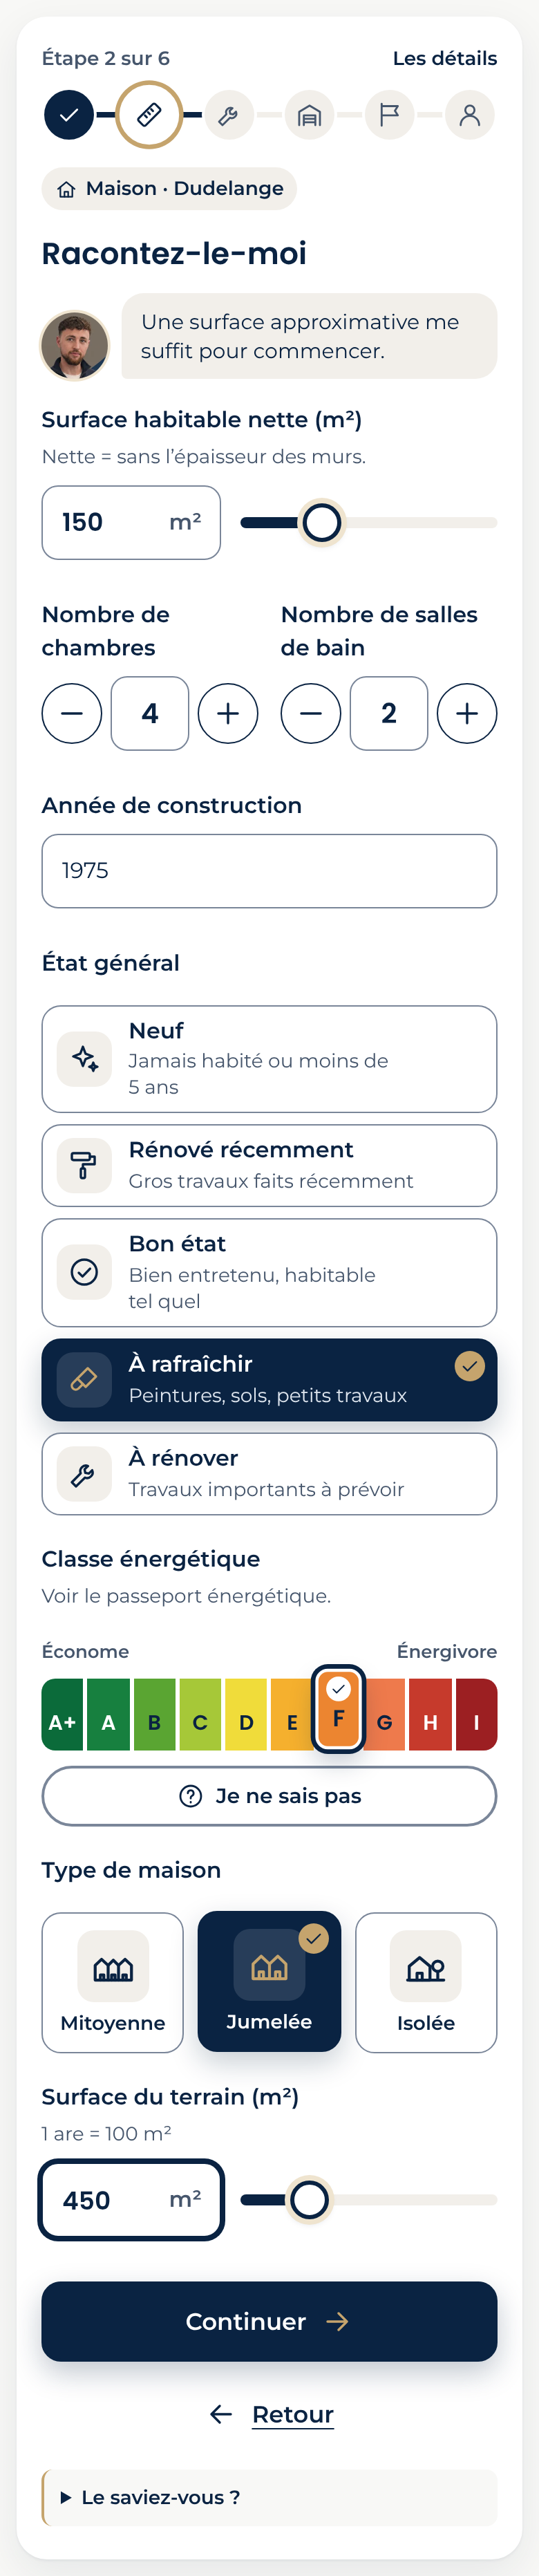 Étape 2 sur 6
Les détails
Maison · Dudelange
Racontez-le-moi
Une surface approximative me
suffit pour commencer.
Surface habitable nette (m²)
Nette = sans l’épaisseur des murs.
150 m²
Nombre de
chambres
Nombre de salles
de bain
4
2
Année de construction
1975
État général
Neuf
Jamais habité ou moins de
5 ans
Rénové récemment
Gros travaux faits récemment
Bon état
Bien entretenu, habitable
tel quel
À rafraîchir
Peintures, sols, petits travaux
À rénover
Travaux importants à prévoir
Classe énergétique
Voir le passeport énergétique.
Économe
Énergivore
A+ A B C D E F G H I
Je ne sais pas
Type de maison
Mitoyenne
Jumelée
Isolée
Surface du terrain (m²)
1 are = 100 m²
450 m²
Continuer
Retour
Le saviez-vous ?